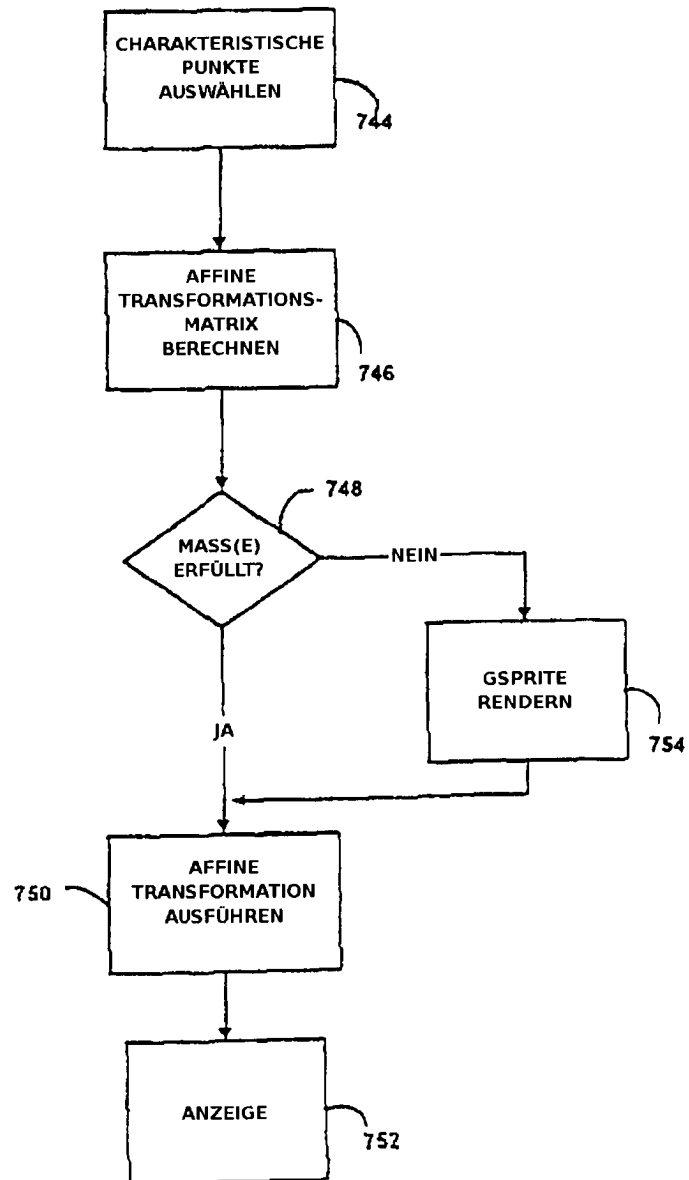 CHARAKTERISTISCHE
PUNKTE
AUSWÄHLEN
744
AFFINE
TRANSFORMATIONS-
MATRIX
BERECHNEN
746
748
MASS(E)
ERFÜLLT?
NEIN
GSPRITE
RENDERN
754
JA
750
AFFINE
TRANSFORMATION
AUSFÜHREN
ANZEIGE
752